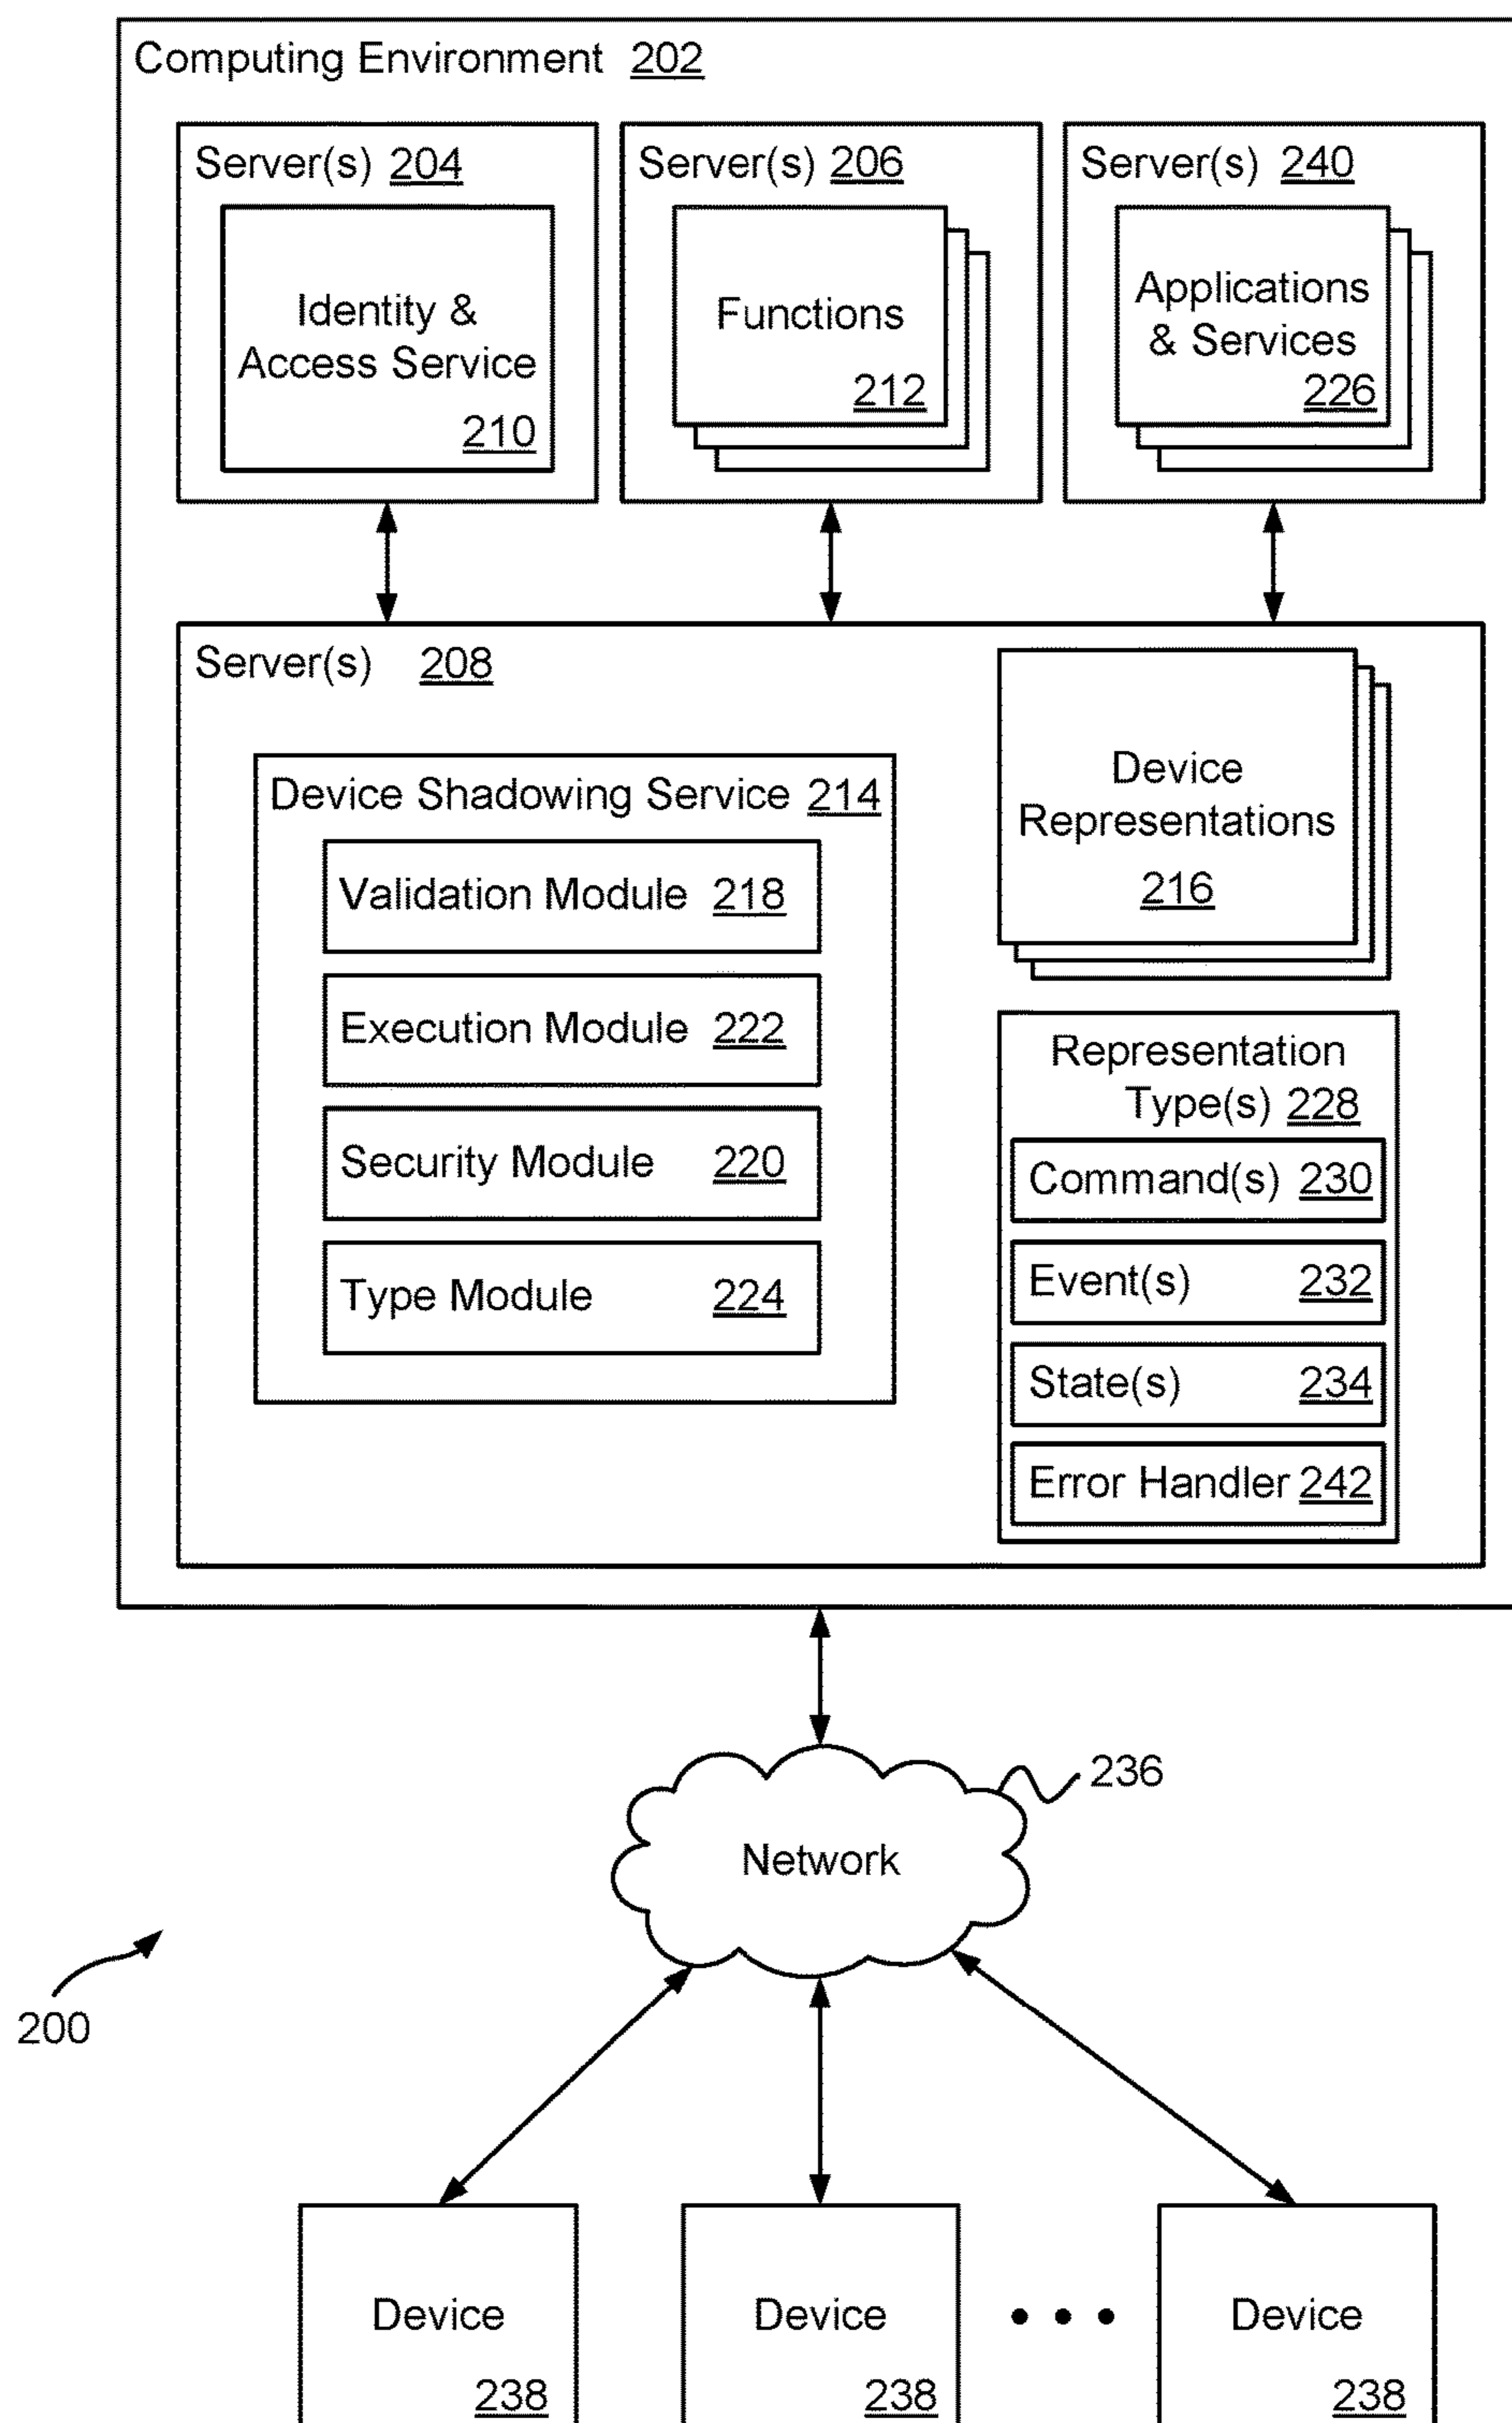 Computing Environment 202
Server(s) 204
Identity &
Access Service
210
Server(s) 206
Functions
212
Server(s) 240
Applications
& Services
226
Server(s) 208
Device Shadowing Service 214
Validation Module 218
Execution Module 222
Security Module 220
Type Module 224
Device
Representations
216
Representation
Type(s) 228
Command(s) 230
Event(s) 232
State(s) 234
Error Handler 242
236
Network
200
Device
238
Device
238
• • •
Device
238